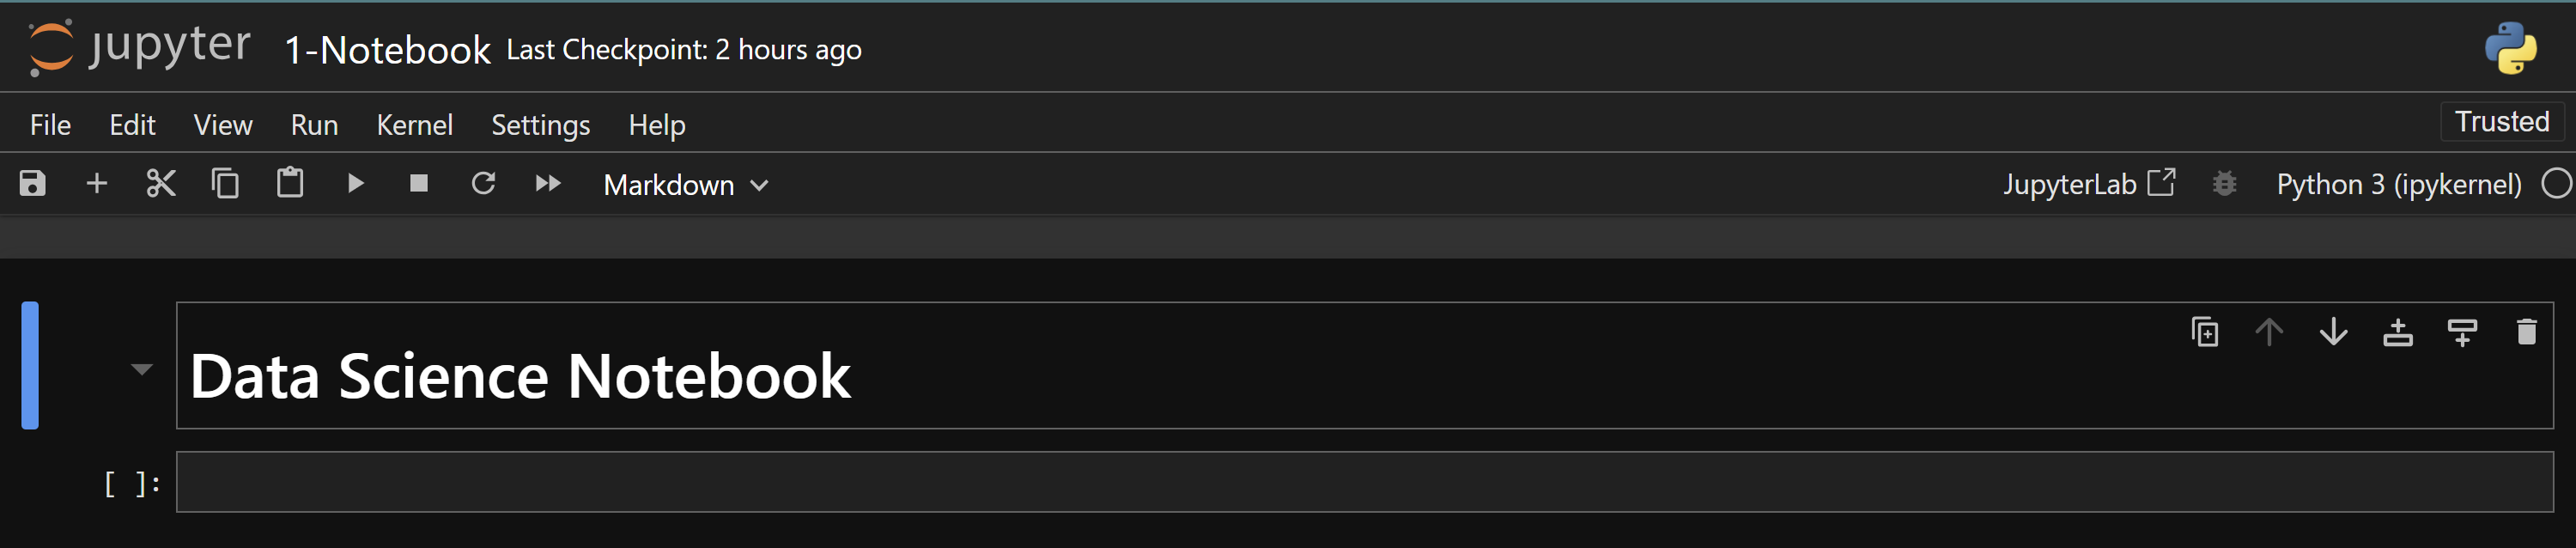 jupyter 1-Notebook Last Checkpoint: 2 hours ago
File Edit View Run Kernel Settings Help Trusted
Markdown JupyterLab Python 3 (ipykernel)
Data Science Notebook
[ ]: